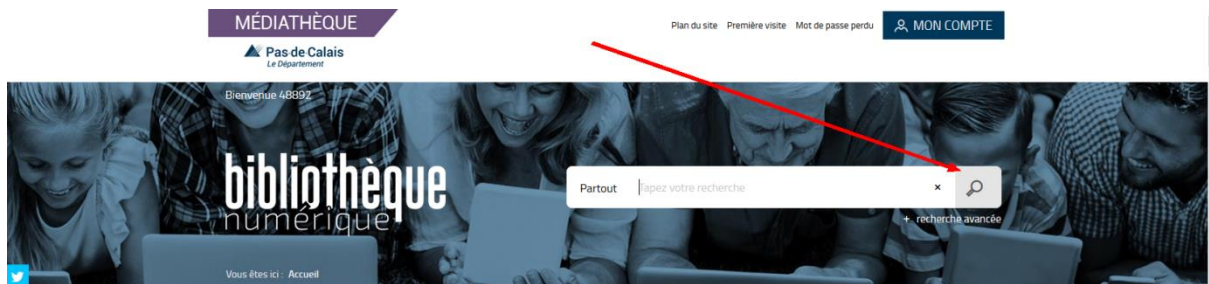 MÉDIATHÈQUE
Pas-de-Calais
Le Département
Plan du site Première visite Mot de passe perdu MON COMPTE
Bienvenue 48892
bibliothèque
numérique
Partout Tapez votre recherche ×
+ recherche avancée
Vous êtes ici : Accueil